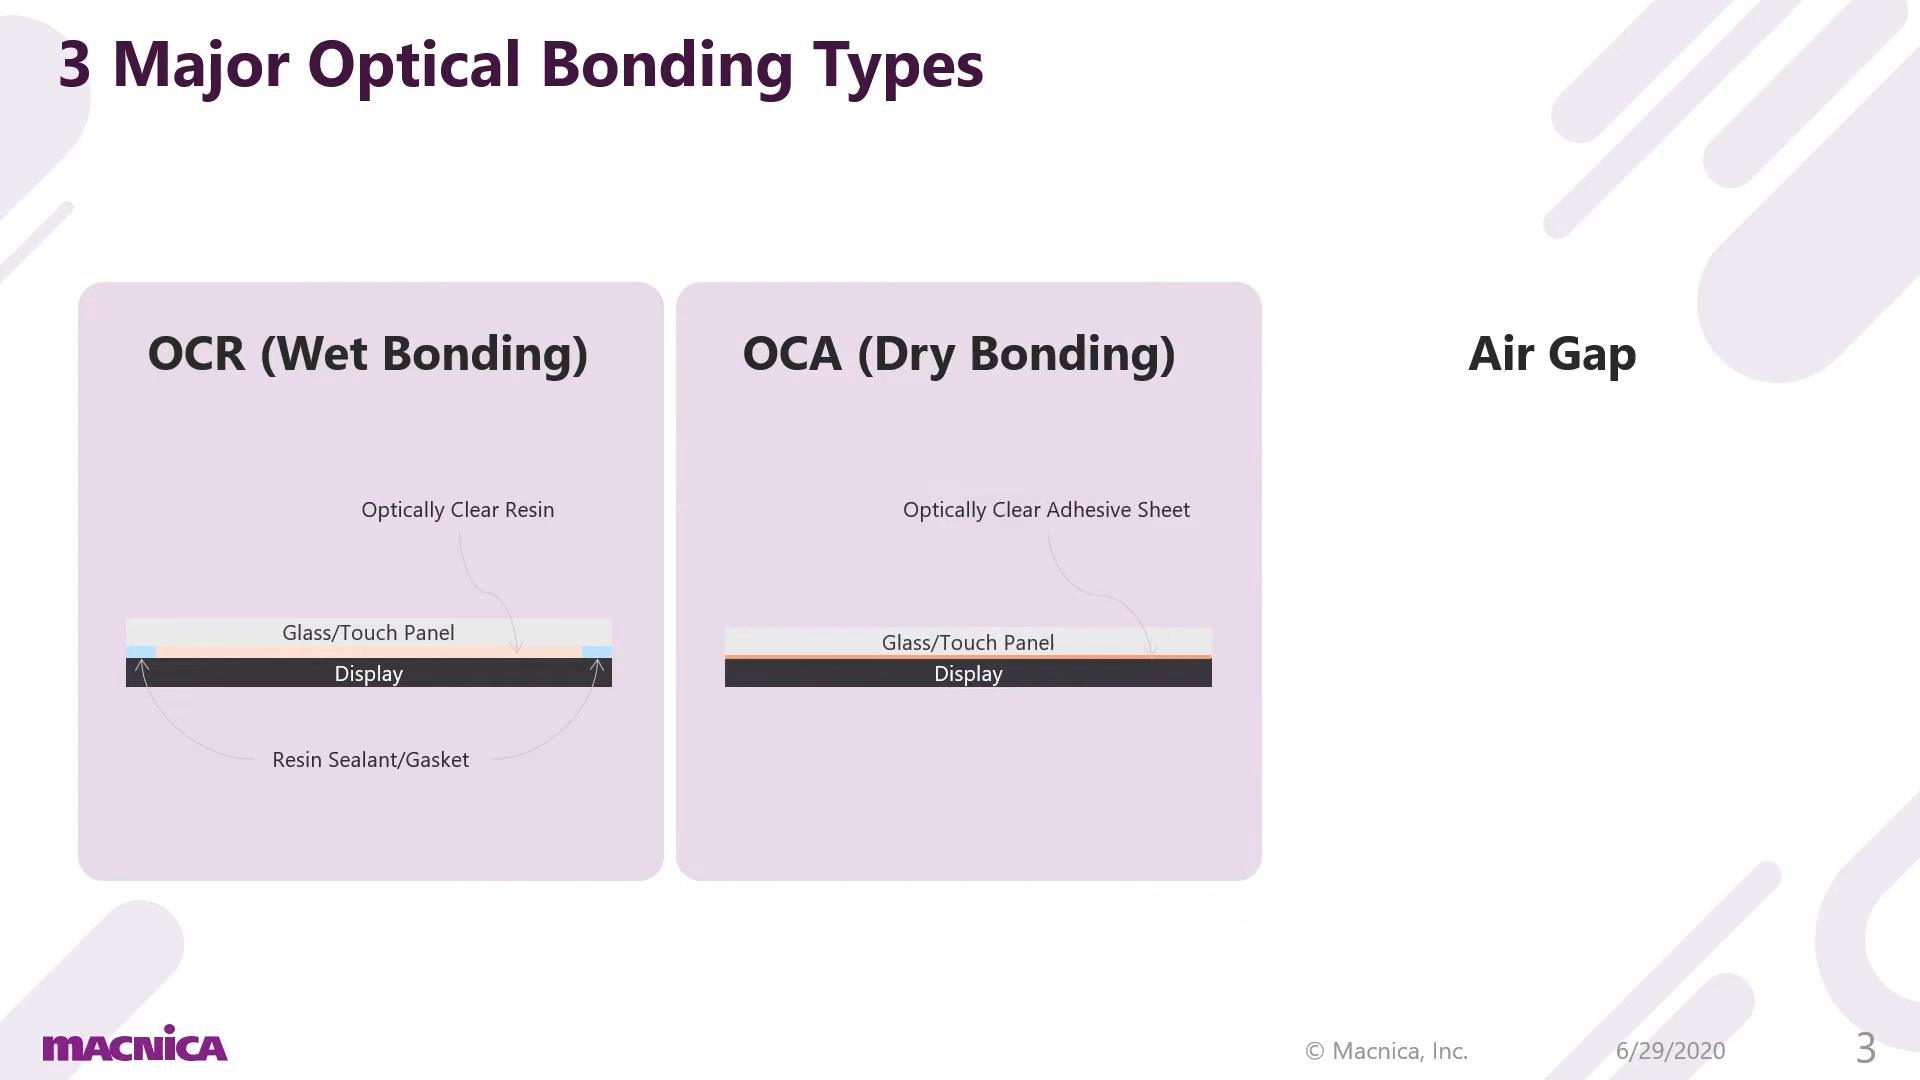 3 Major Optical Bonding Types
OCR (Wet Bonding)
Optically Clear Resin
Glass/Touch Panel
Display
Resin Sealant/Gasket
OCA (Dry Bonding)
Optically Clear Adhesive Sheet
Glass/Touch Panel
Display
Air Gap
MACNICA
© Macnica, Inc.
6/29/2020
3